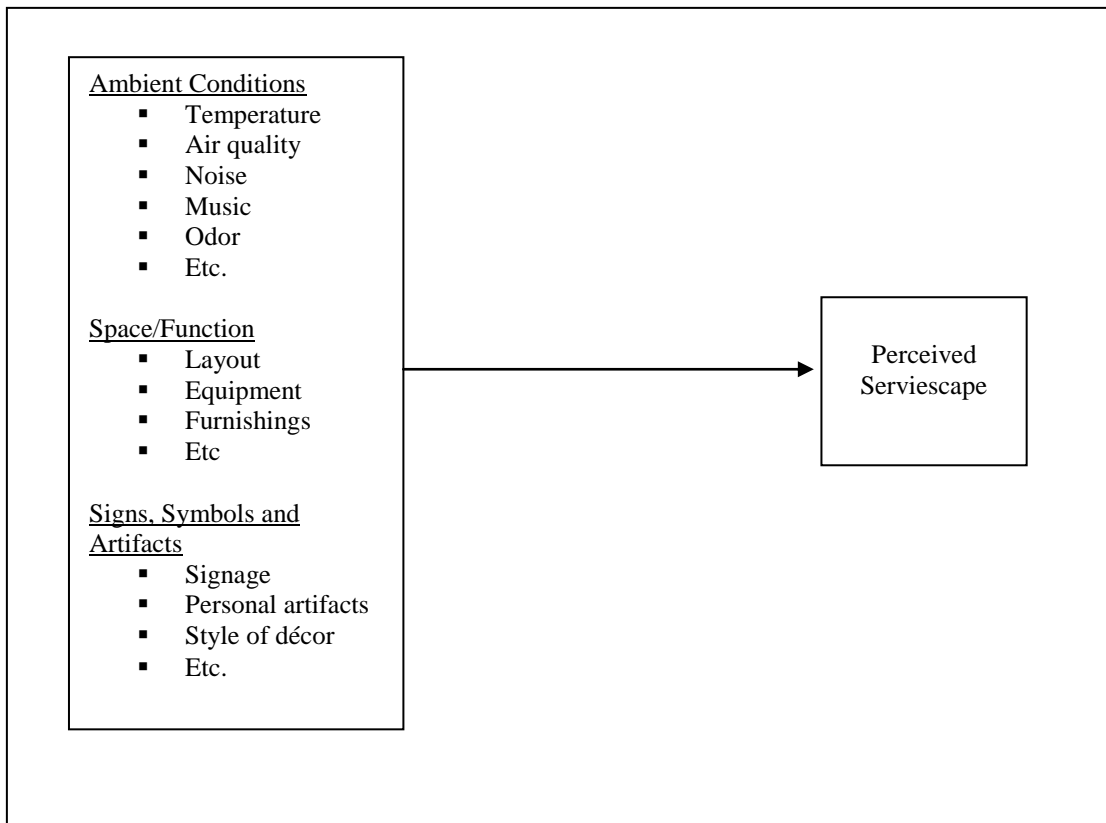 Ambient Conditions
▪ Temperature
▪ Air quality
▪ Noise
▪ Music
▪ Odor
▪ Etc.
Space/Function
▪ Layout
▪ Equipment
▪ Furnishings
▪ Etc
Signs, Symbols and
Artifacts
▪ Signage
▪ Personal artifacts
▪ Style of décor
▪ Etc.
Perceived
Serviescape